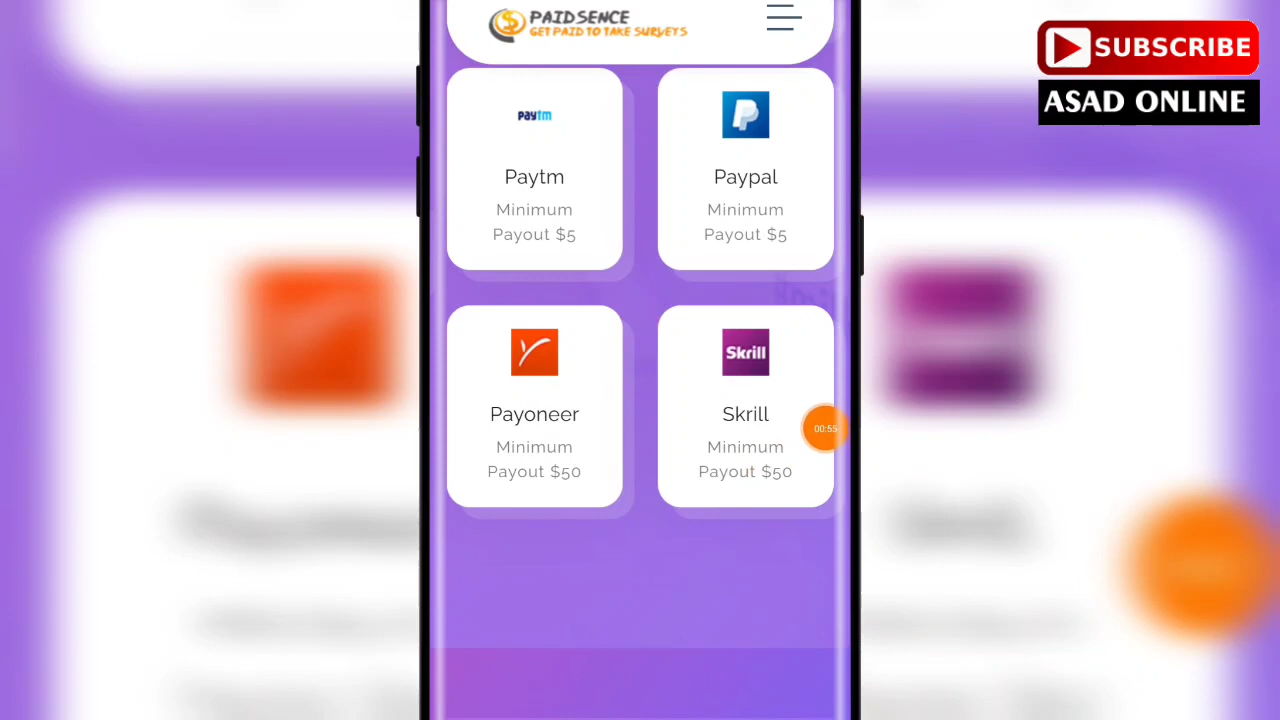 PAIDSENCE
GET PAID TO TAKE SURVEYS
SUBSCRIBE
ASAD ONLINE
Paytm
Paytm
Minimum
Payout $5
Paypal
Minimum
Payout $5
Payoneer
Minimum
Payout $50
Skrill
Skrill
Minimum
Payout $50
00:55